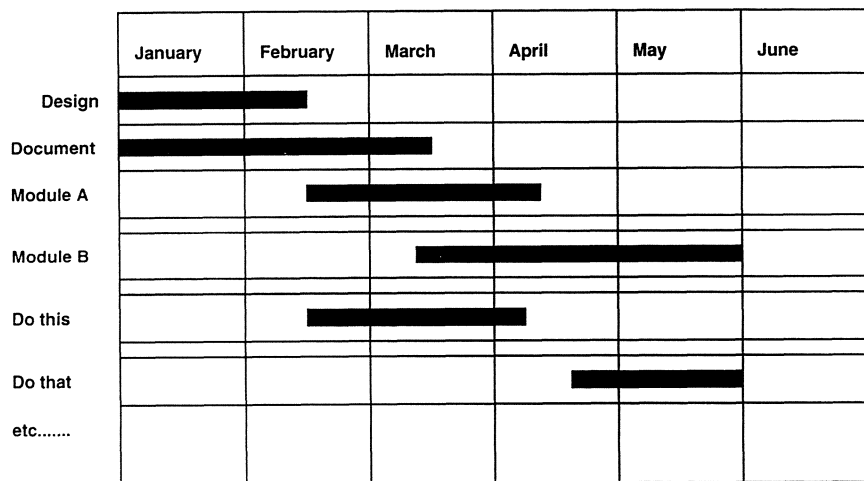 January February March April May June
Design
Document
Module A
Module B
Do this
Do that
etc.......